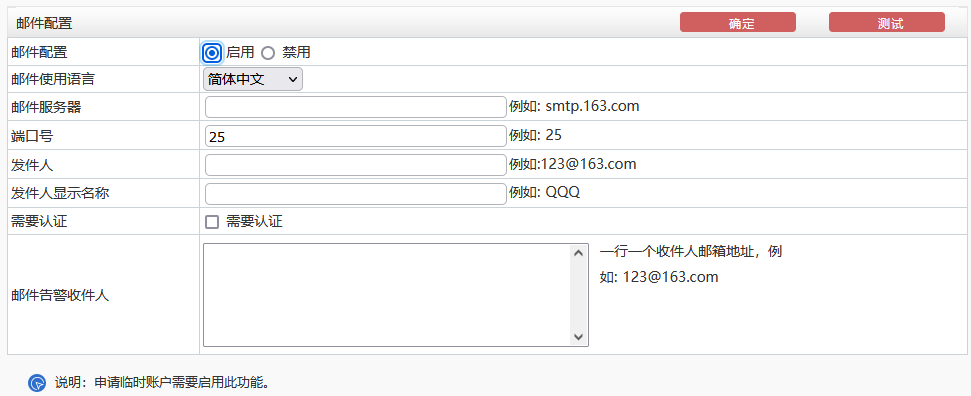 邮件配置 确定 测试
邮件配置 启用 禁用
邮件使用语言 简体中文
邮件服务器 例如: smtp.163.com
端口号 25 例如: 25
发件人 例如:123@163.com
发件人显示名称 例如: QQQ
需要认证 需要认证
邮件告警收件人 一行一个收件人邮箱地址，例
如: 123@163.com
说明：申请临时账户需要启用此功能。